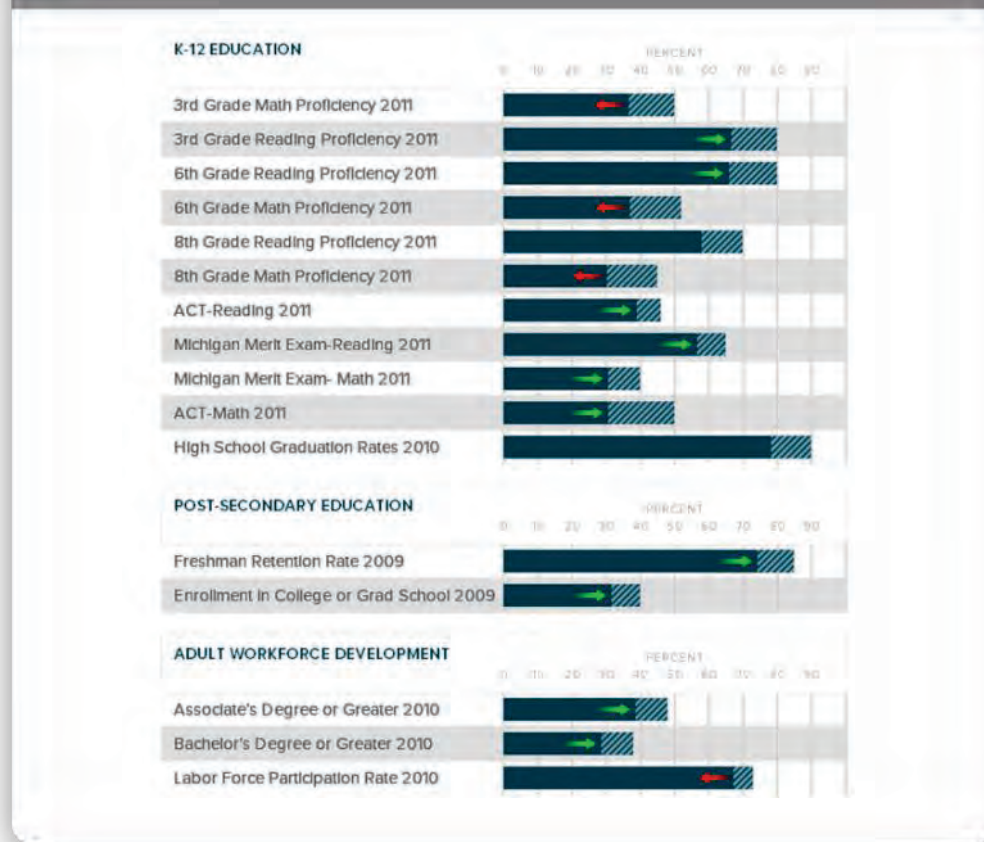 K-12 EDUCATION
PERCENT
0 10 20 30 40 50 60 70 80 90
3rd Grade Math Proficiency 2011
3rd Grade Reading Proficiency 2011
6th Grade Reading Proficiency 2011
6th Grade Math Proficiency 2011
8th Grade Reading Proficiency 2011
8th Grade Math Proficiency 2011
ACT-Reading 2011
Michigan Merit Exam-Reading 2011
Michigan Merit Exam- Math 2011
ACT-Math 2011
High School Graduation Rates 2010
POST-SECONDARY EDUCATION
PERCENT
0 10 20 30 40 50 60 70 80 90
Freshman Retention Rate 2009
Enrollment in College or Grad School 2009
ADULT WORKFORCE DEVELOPMENT
PERCENT
0 10 20 30 40 50 60 70 80 90
Associate's Degree or Greater 2010
Bachelor's Degree or Greater 2010
Labor Force Participation Rate 2010